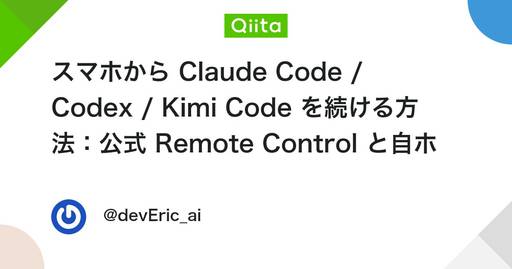 Qiita
スマホから Claude Code /
Codex / Kimi Code を続ける方
法：公式 Remote Control と自ホ
@devEric_ai